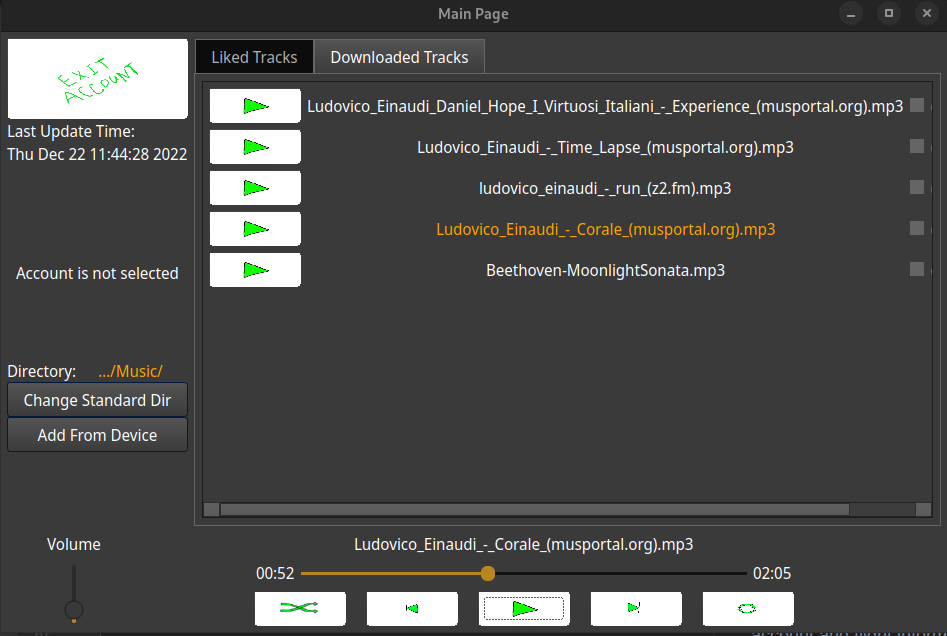 Main Page
EXIT
ACCOUNT
Liked Tracks
Downloaded Tracks
Last Update Time:
Thu Dec 22 11:44:28 2022
Ludovico_Einaudi_Daniel_Hope_I_Virtuosi_Italiani_-_Experience_(musportal.org).mp3
Ludovico_Einaudi_-_Time_Lapse_(musportal.org).mp3
ludovico_einaudi_-_run_(z2.fm).mp3
Ludovico_Einaudi_-_Corale_(musportal.org).mp3
Beethoven-MoonlightSonata.mp3
Account is not selected
Directory: .../Music/
Change Standard Dir
Add From Device
Volume
Ludovico_Einaudi_-_Corale_(musportal.org).mp3
00:52
02:05